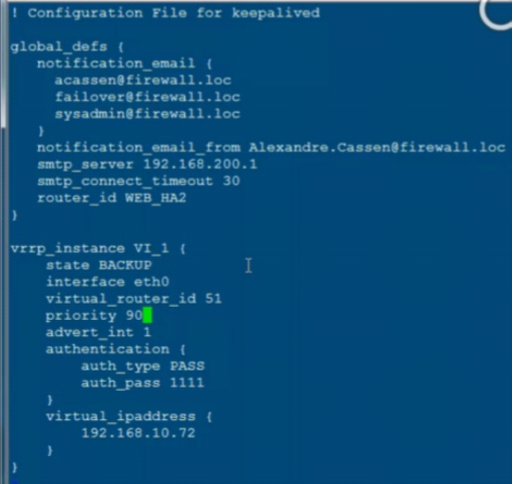 ! Configuration File for keepalived
global_defs {
notification_email {
acassen@firewall.loc
failover@firewall.loc
sysadmin@firewall.loc
}
notification_email_from Alexandre.Cassen@firewall.loc
smtp_server 192.168.200.1
smtp_connect_timeout 30
router_id WEB_HA2
}
vrrp_instance VI_1 {
state BACKUP
interface eth0
virtual_router_id 51
priority 90
advert_int 1
authentication {
auth_type PASS
auth_pass 1111
}
virtual_ipaddress {
192.168.10.72
}
}